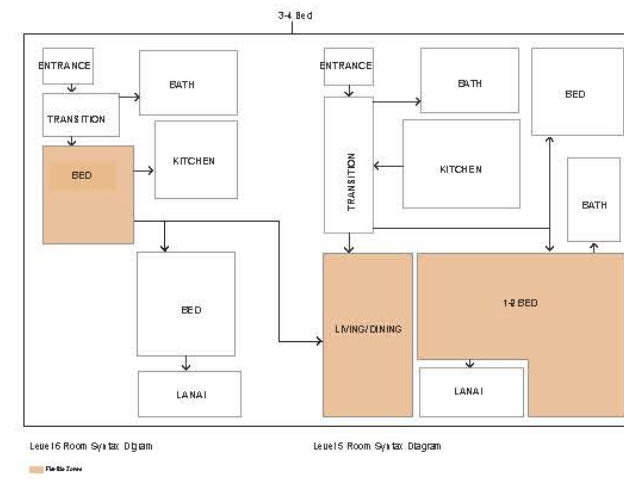 3-4 Bed
ENTRANCE
BATH
TRANSITION
BED
KITCHEN
BED
LANAI
ENTRANCE
BATH
BED
TRANSITION
KITCHEN
BATH
LIVING/DINING
1-2 BED
LANAI
Level 6 Room Syntax Digram
Level 5 Room Syntax Diagram
Flexible Zones